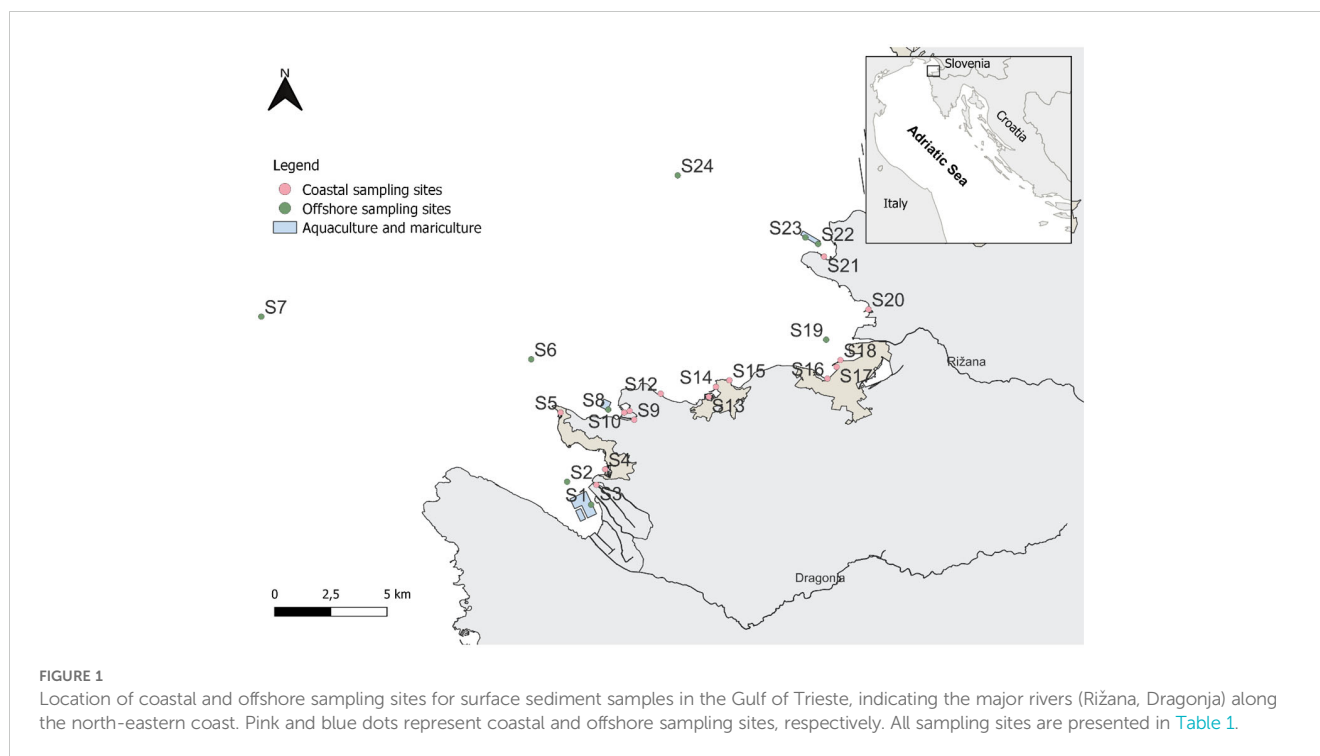 N
Slovenia
Croatia
Adriatic Sea
Italy
Legend
Coastal sampling sites
Offshore sampling sites
Aquaculture and mariculture
S24
S23
S22
S21
S7
S20
S19
S6
S18
Rižana
S16
S17
S14
S15
S12
S13
S8
S5
S9
S10
S4
S2
S1
S3
Dragonja
0 2,5 5 km
FIGURE 1
Location of coastal and offshore sampling sites for surface sediment samples in the Gulf of Trieste, indicating the major rivers (Rižana, Dragonja) along
the north-eastern coast. Pink and blue dots represent coastal and offshore sampling sites, respectively. All sampling sites are presented in Table 1.